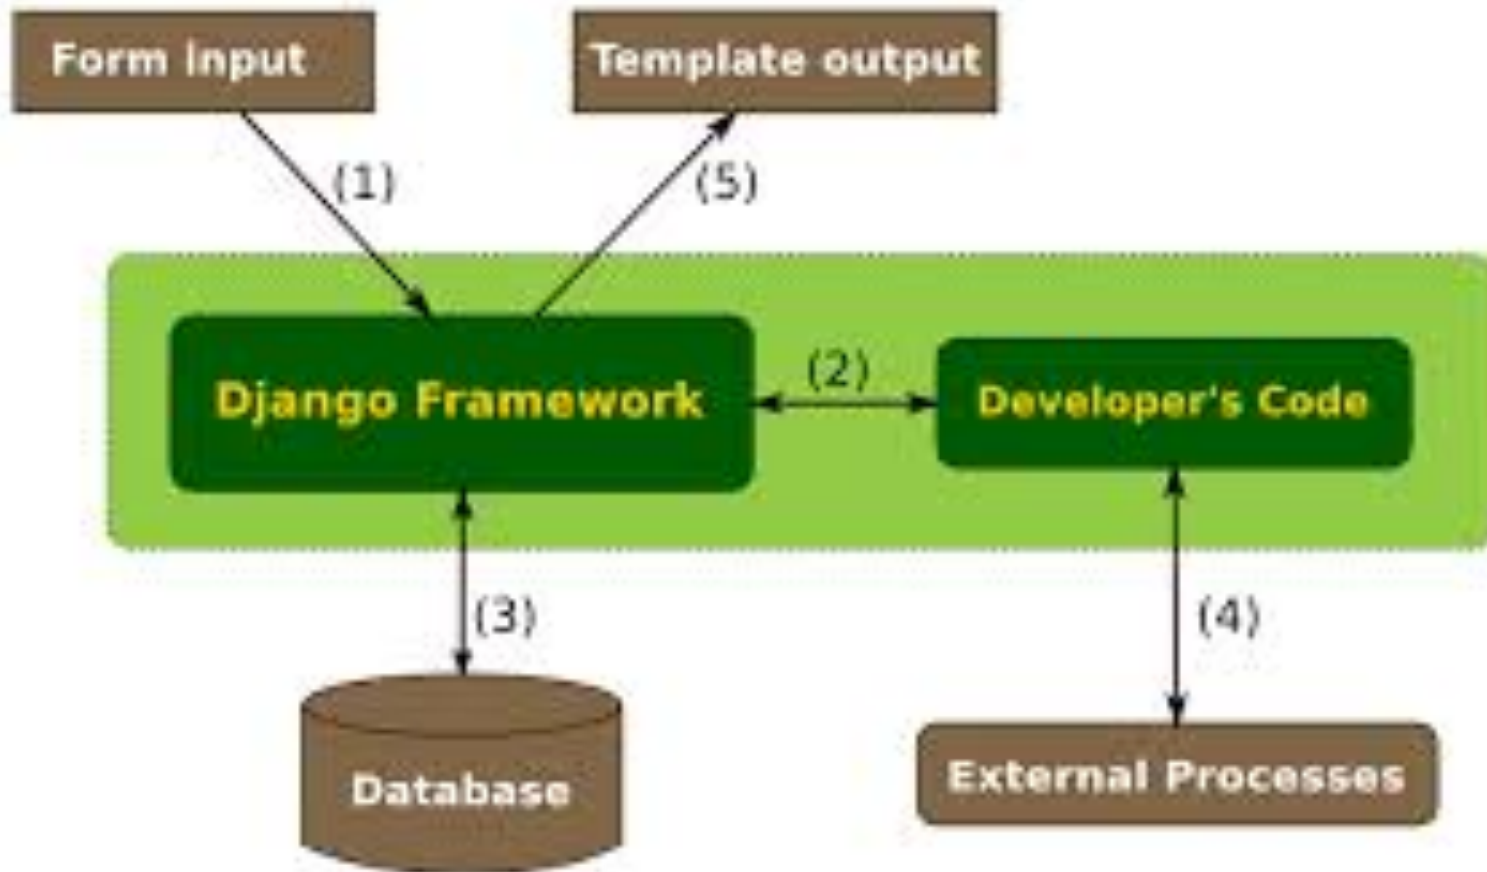 Form input
Template output
(1)
(5)
Django Framework
(2)
Developer's Code
(3)
(4)
Database
External Processes